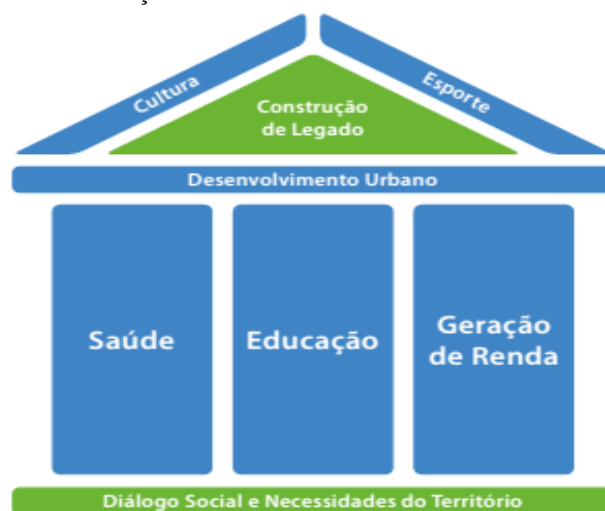 Cultura
Esporte
Construção
de Legado
Desenvolvimento Urbano
Saúde
Educação
Geração
de Renda
Diálogo Social e Necessidades do Território